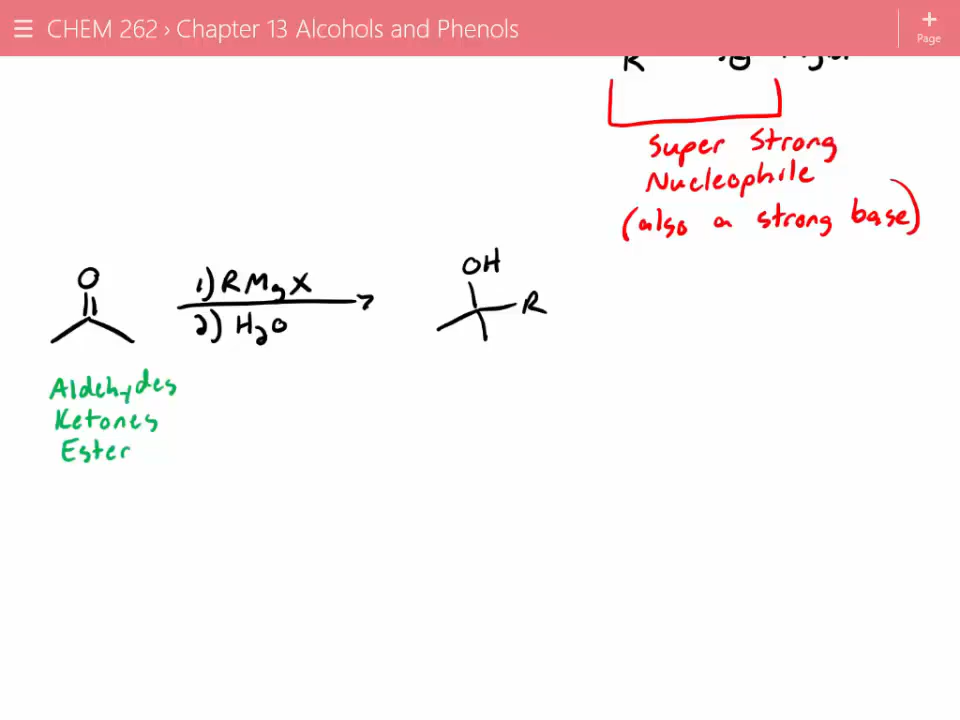 CHEM 262 › Chapter 13 Alcohols and Phenols
+
Page
R
Super Strong
Nucleophile
(also a strong base)
O
1) RMgX
2) H2O
OH
R
Aldehydes
Ketones
Ester